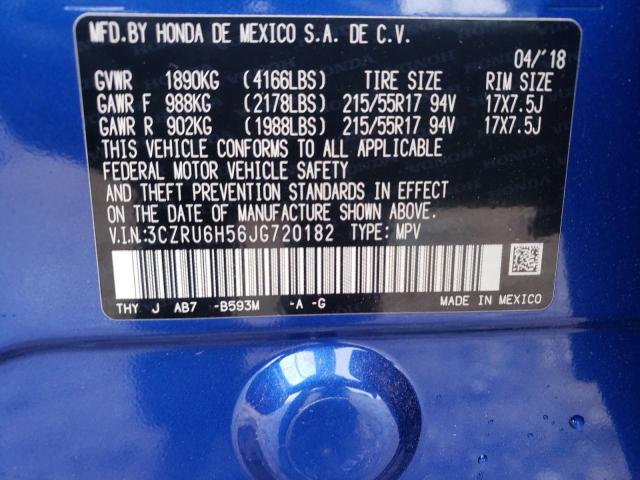 MFD.BY HONDA DE MEXICO S.A. DE C.V.
04/'18
GVWR 1890KG (4166LBS) TIRE SIZE RIM SIZE
GAWR F 988KG (2178LBS) 215/55R17 94V 17X7.5J
GAWR R 902KG (1988LBS) 215/55R17 94V 17X7.5J
THIS VEHICLE CONFORMS TO ALL APPLICABLE
FEDERAL MOTOR VEHICLE SAFETY
AND THEFT PREVENTION STANDARDS IN EFFECT
ON THE DATE OF MANUFACTURE SHOWN ABOVE.
V.I.N:3CZRU6H56JG720182 TYPE: MPV
THY J AB7 -B593M -A -G MADE IN MEXICO